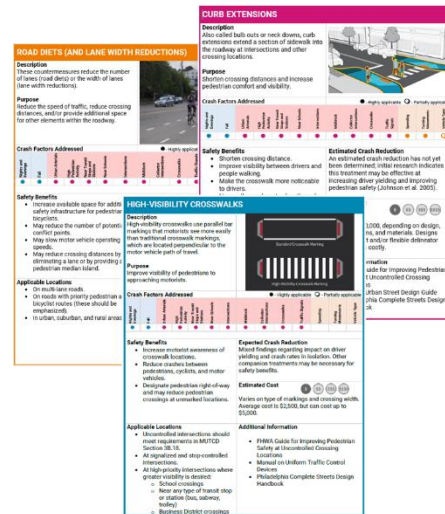 CURB EXTENSIONS
Description
Also called bulb outs or neck downs, curb
extensions extend a section of sidewalk into
the roadway at intersections and other
crossing locations.
Purpose
Shorten crossing distances and increase
pedestrian comfort and visibility.
Crash Factors Addressed
Highly applicable
Partially applicable
Safety Benefits
Shorten crossing distance.
Improve visibility between drivers and
people walking.
Make the crosswalk more noticeable
to drivers.
Estimated Crash Reduction
An estimated crash reduction has not yet
been determined; initial research indicates
this treatment may be effective at
increasing driver yielding and improving
pedestrian safety (Johnson et al. 2005).
ROAD DIETS (AND LANE WIDTH REDUCTIONS)
Description
These countermeasures reduce the number
of lanes (road diets) or the width of lanes
(lane width reductions).
Purpose
Reduce the speed of traffic, reduce crossing
distances, and/or provide additional space
for other elements within the roadway.
Crash Factors Addressed
Highly applicable
Safety Benefits
Increase available space for
safety infrastructure for
bicyclists.
May reduce the number of
conflict points.
May slow motor vehicle operating
speeds.
May reduce crossing distances by
eliminating a lane or by providing a
pedestrian median island.
Applicable Locations
On multi-lane roads.
On roads with priority pedestrian
bicycle routes (these should be
emphasized).
In urban, suburban, and rural areas
HIGH-VISIBILITY CROSSWALKS
Description
High-visibility crosswalks use parallel bar
markings that motorists see more easily
than traditional crosswalk markings,
which are located perpendicular to the
motor vehicle path of travel.
Purpose
Improve visibility of pedestrians to
approaching motorists.
Standard Crosswalk Marking
High-Visibility Crosswalk Marking
Crash Factors Addressed
Highly applicable
Partially applicable
Safety Benefits
Increase motorist awareness of
crosswalk locations.
Reduce crashes between
pedestrians, cyclists, and motor
vehicles.
Designate pedestrian right-of-way
and may reduce pedestrian
crossings at unmarked locations.
Expected Crash Reduction
Mixed findings regarding impact on driver
yielding and crash rates in isolation. Other
companion treatments may be necessary for
safety benefits.
Estimated Cost
Varies on type of markings and crossing width.
Average cost is $2,500, but can cost up to
$5,000.
Applicable Locations
Uncontrolled intersections should
meet requirements in MUTCD
Section 3B.18.
At signalized and stop-controlled
intersections.
At high-priority intersections where
greater visibility is desired:
School crossings
Near any type of transit stop
or station (bus, subway,
trolley)
Business District crossings
Additional Information
FHWA Guide for Improving Pedestrian
Safety at Uncontrolled Crossing
Locations
Manual on Uniform Traffic Control
Devices
Philadelphia Complete Streets Design
Handbook